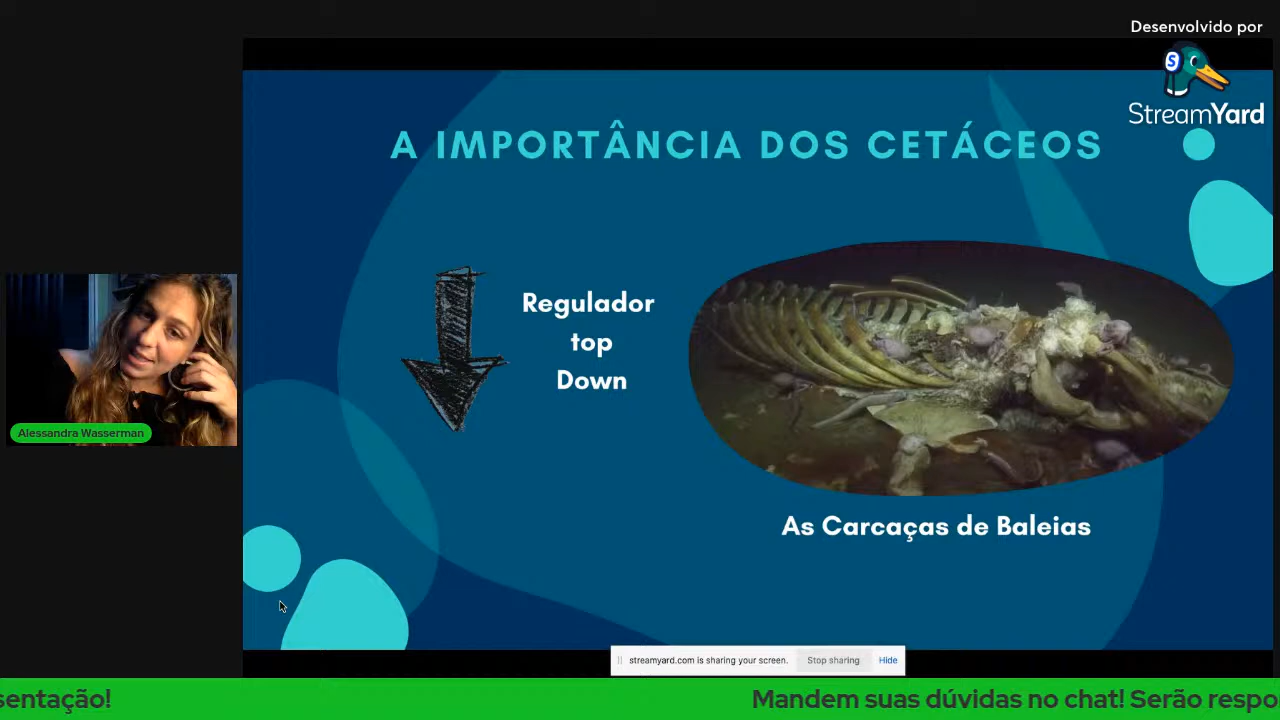 Desenvolvido por
StreamYard
A IMPORTÂNCIA DOS CETÁCEOS
Regulador
top
Down
As Carcaças de Baleias
Alessandra Wasserman
streamyard.com is sharing your screen. Stop sharing Hide
sentação! Mandem suas dúvidas no chat! Serão respo